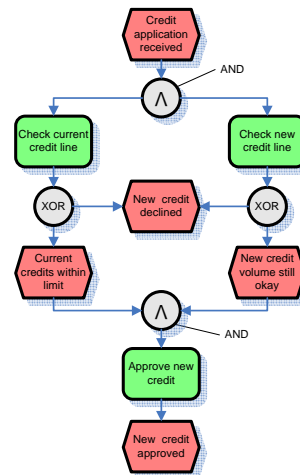 Credit
application
received
AND
Λ
Check current
credit line
Check new
credit line
XOR
New credit
declined
XOR
Current
credits within
limit
New credit
volume still
okay
Λ
AND
Approve new
credit
New credit
approved